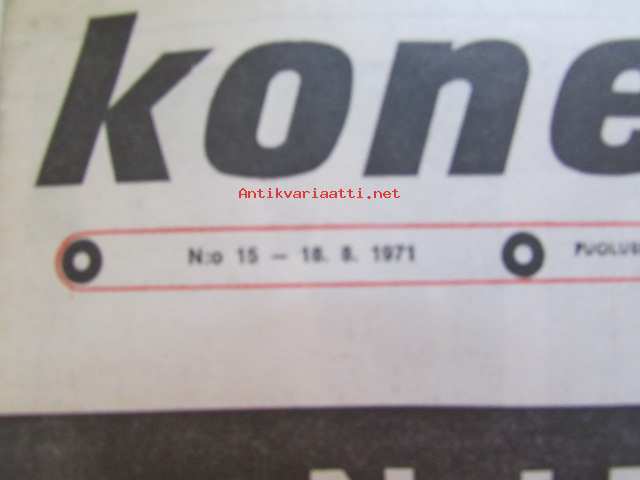 kone
Antikvariaatti.net
N:o 15 — 18. 8. 1971